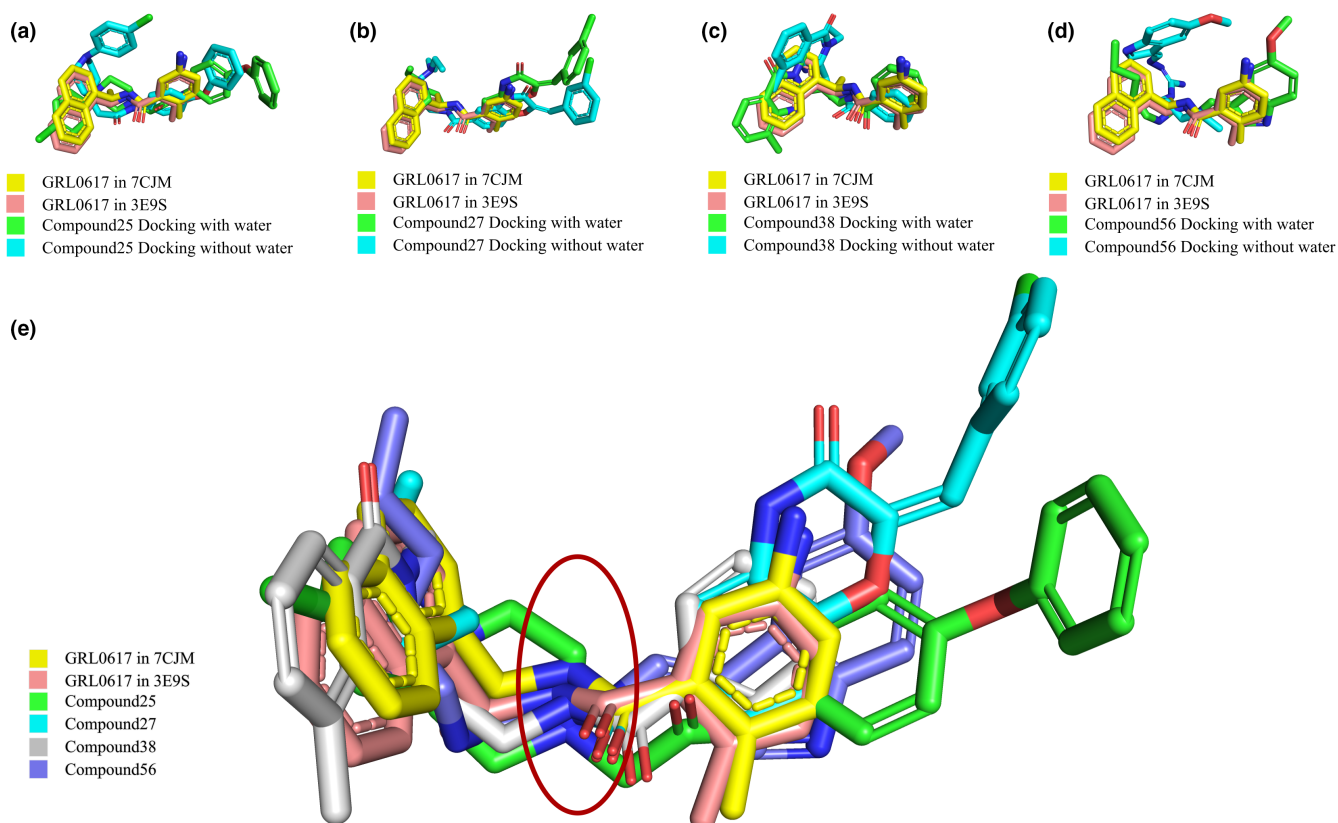 (a)
GRL0617 in 7CJM
GRL0617 in 3E9S
Compound25 Docking with water
Compound25 Docking without water
(b)
GRL0617 in 7CJM
GRL0617 in 3E9S
Compound27 Docking with water
Compound27 Docking without water
(c)
GRL0617 in 7CJM
GRL0617 in 3E9S
Compound38 Docking with water
Compound38 Docking without water
(d)
GRL0617 in 7CJM
GRL0617 in 3E9S
Compound56 Docking with water
Compound56 Docking without water
(e)
GRL0617 in 7CJM
GRL0617 in 3E9S
Compound25
Compound27
Compound38
Compound56